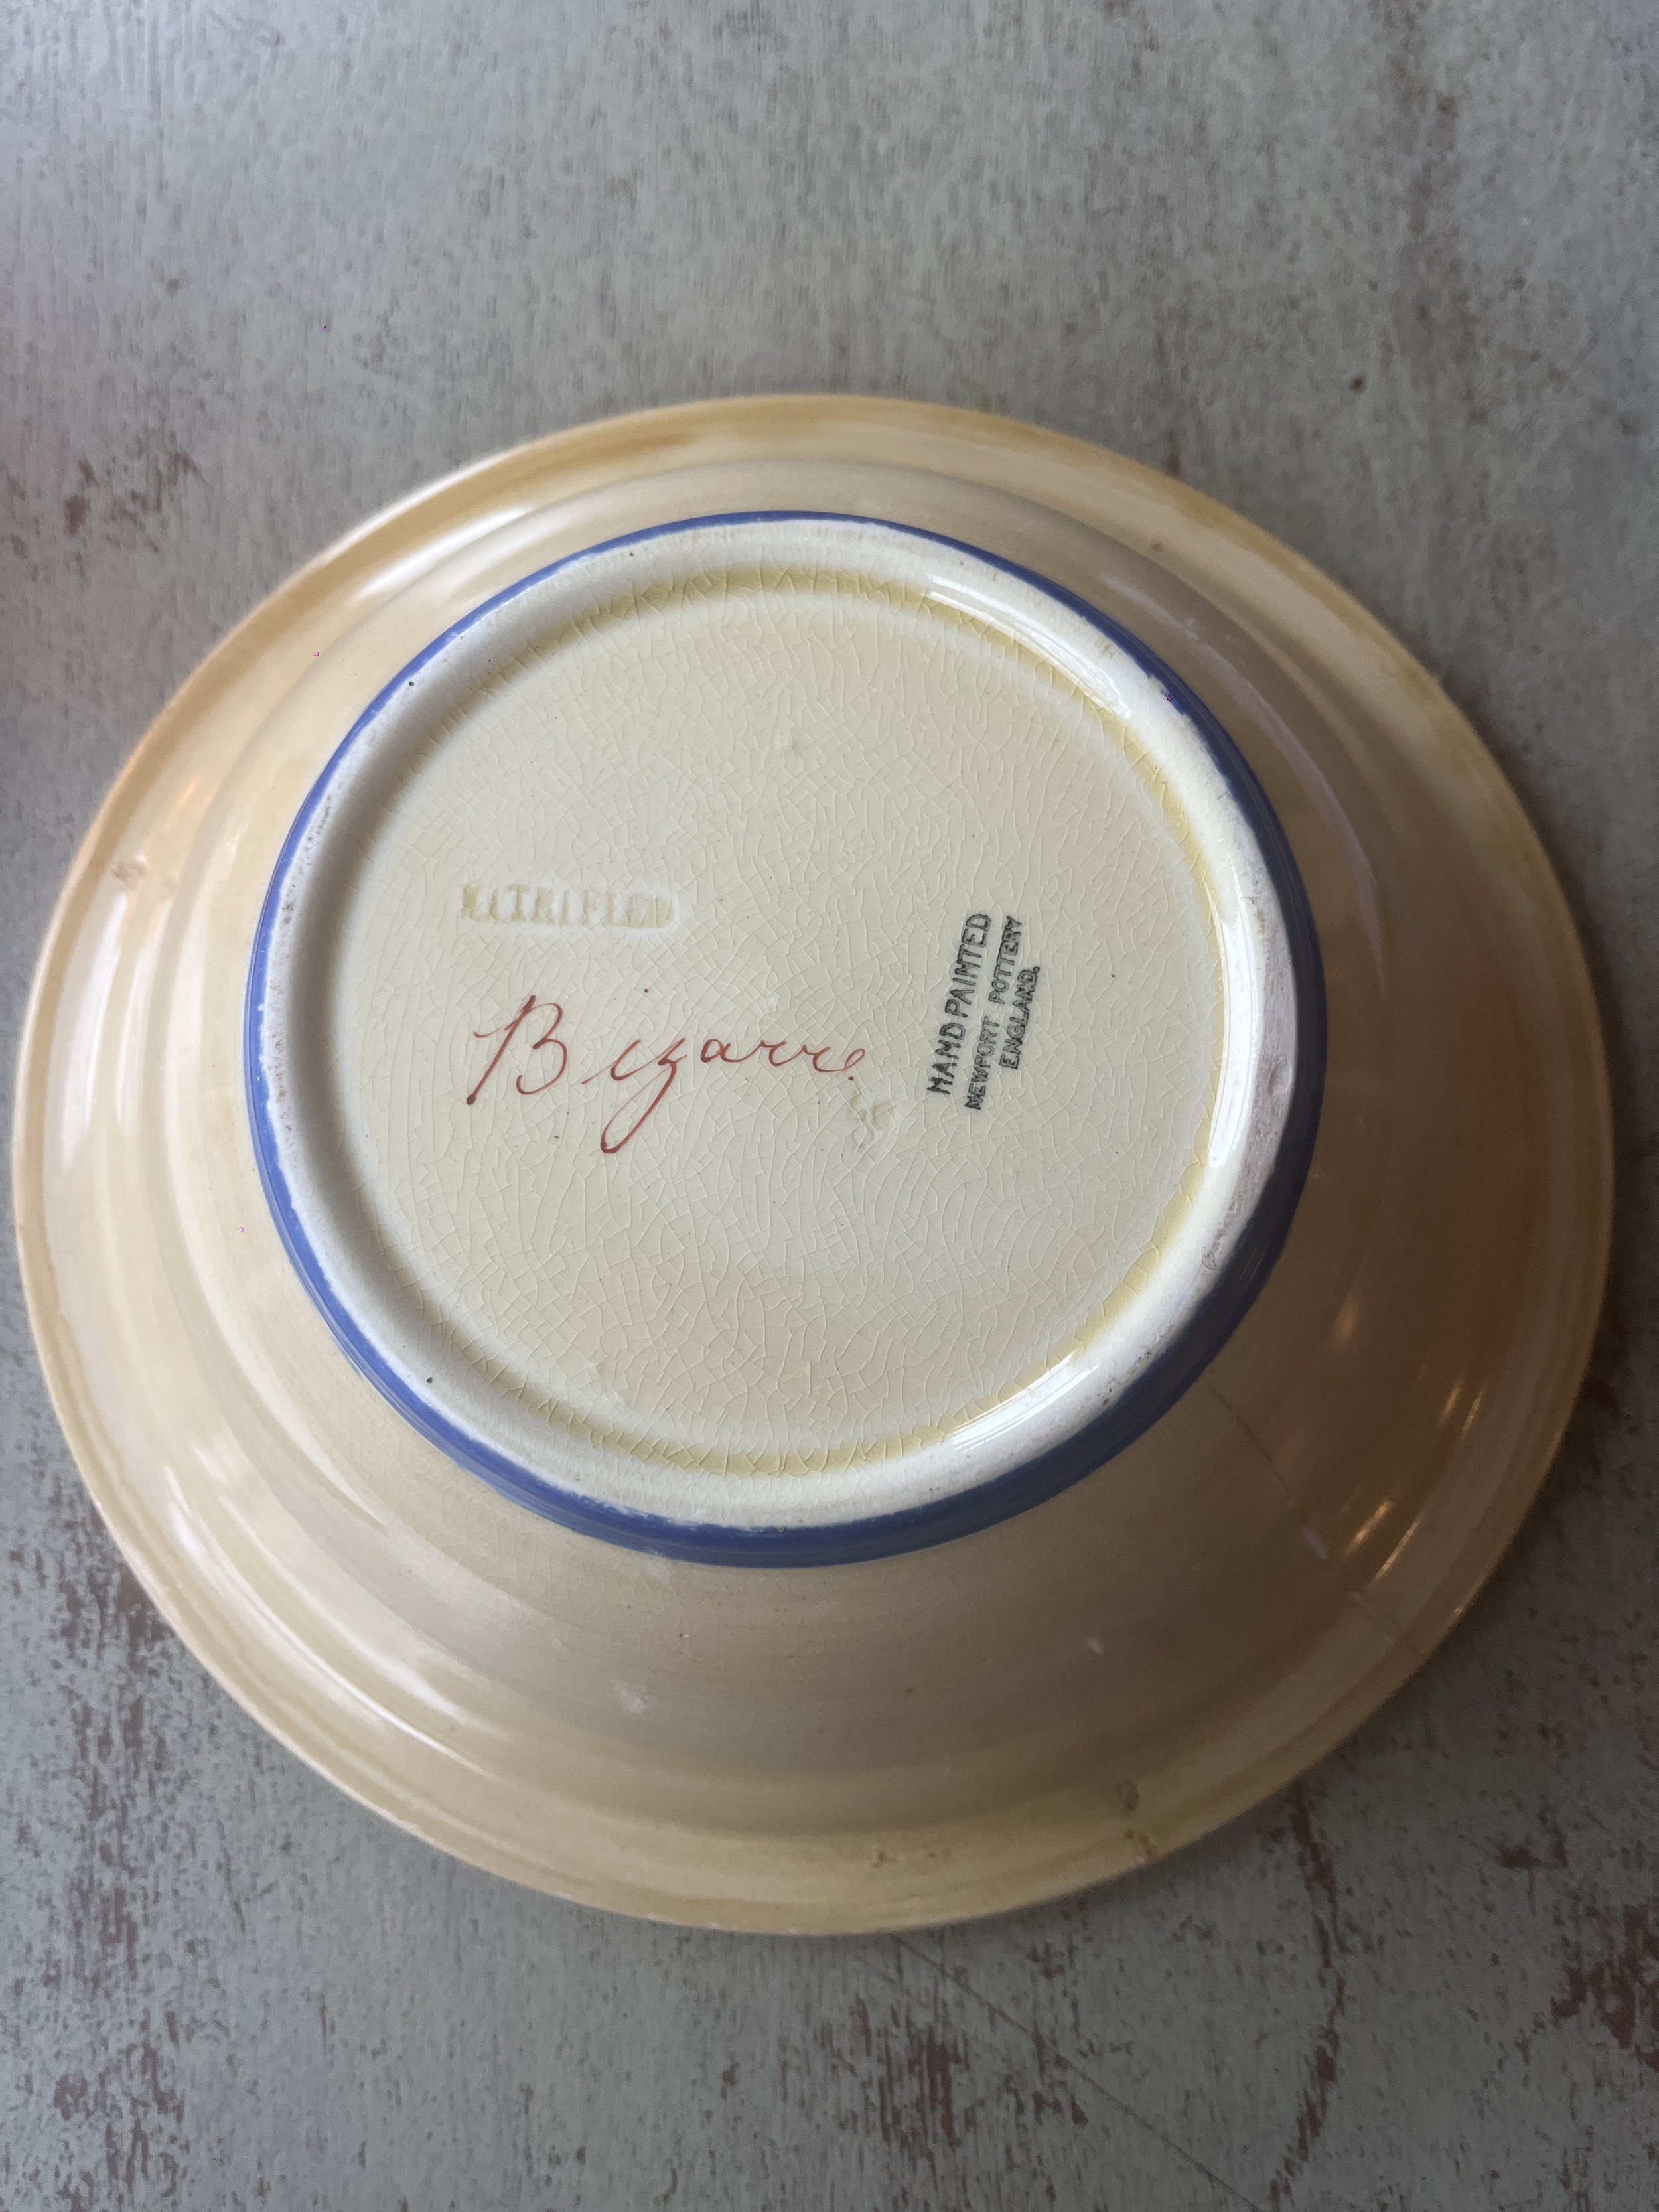 VITRIFIED
Bizarre
HAND PAINTED
NEWPORT POTTERY
ENGLAND.